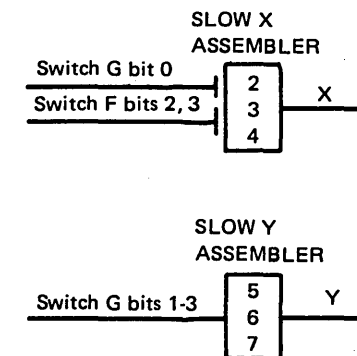 SLOW X
ASSEMBLER
Switch G bit 0
2
X
Switch F bits 2, 3
3
4
SLOW Y
ASSEMBLER
5
Switch G bits 1-3
6
Y
7